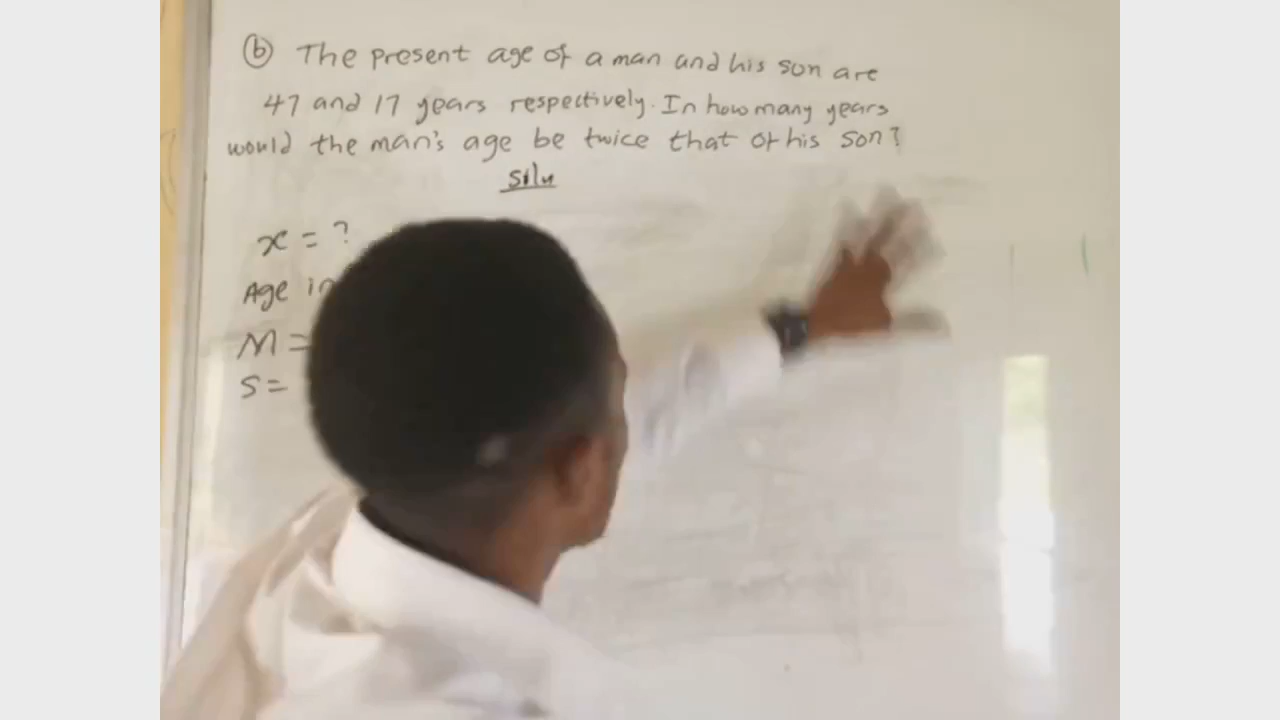 (b) The present age of a man and his son are
47 and 17 years respectively. In how many years
would the man's age be twice that of his son?
Soln
x = ?
Age in
M =
S =